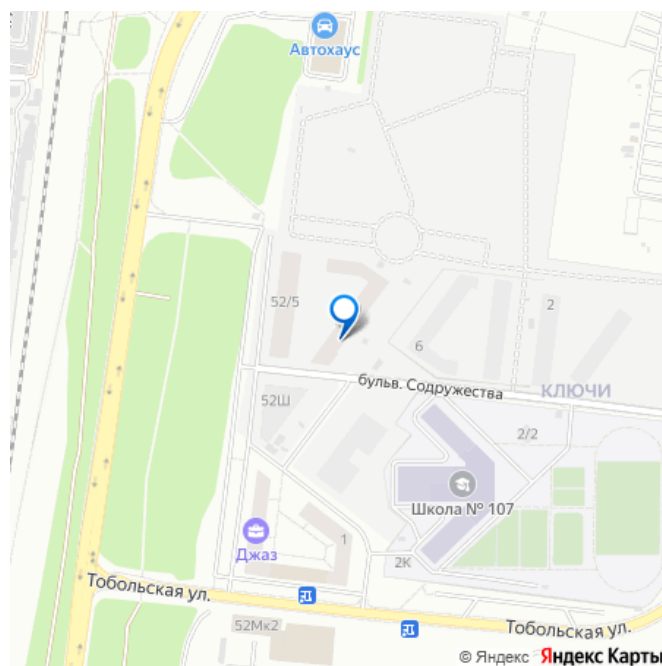 Автохаус
52/5
2
6
бульв. Содружества
КЛЮЧИ
52Ш
2/2
Школа № 107
Джаз
1
2К
Тобольская ул.
52Мк2
Тобольская ул.
© Яндекс Яндекс Карты